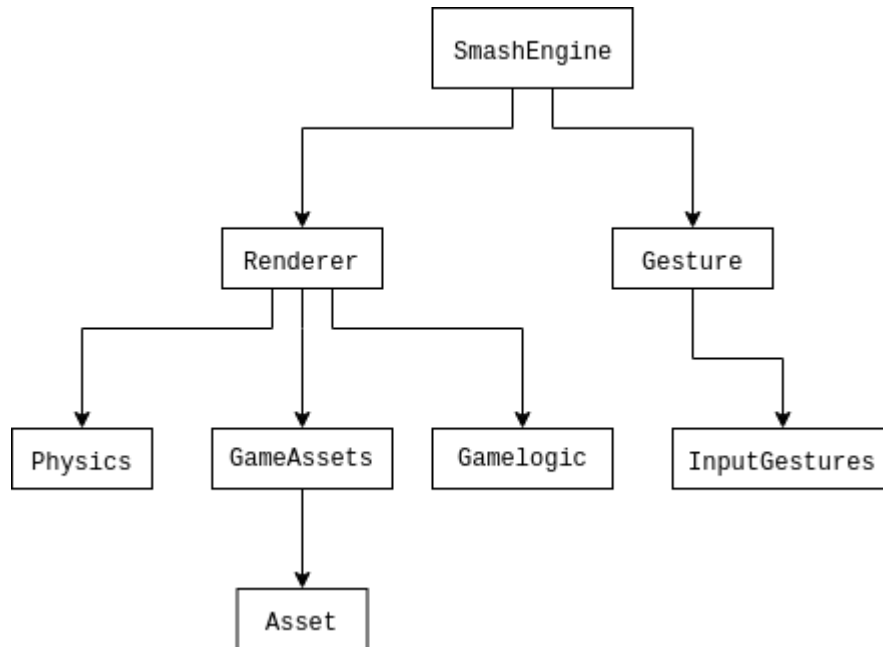 SmashEngine
Renderer
Gesture
Physics
GameAssets
Gamelogic
InputGestures
Asset